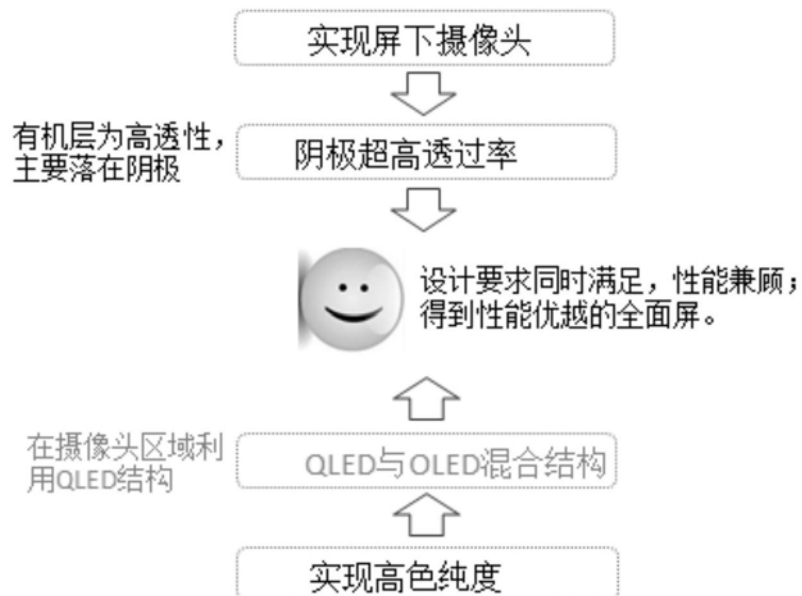 实现屏下摄像头
有机层为高透性，
主要落在阴极
阴极超高透过率
设计要求同时满足，性能兼顾；
得到性能优越的全面屏。
在摄像头区域利
用QLED结构
QLED与OLED混合结构
实现高色纯度